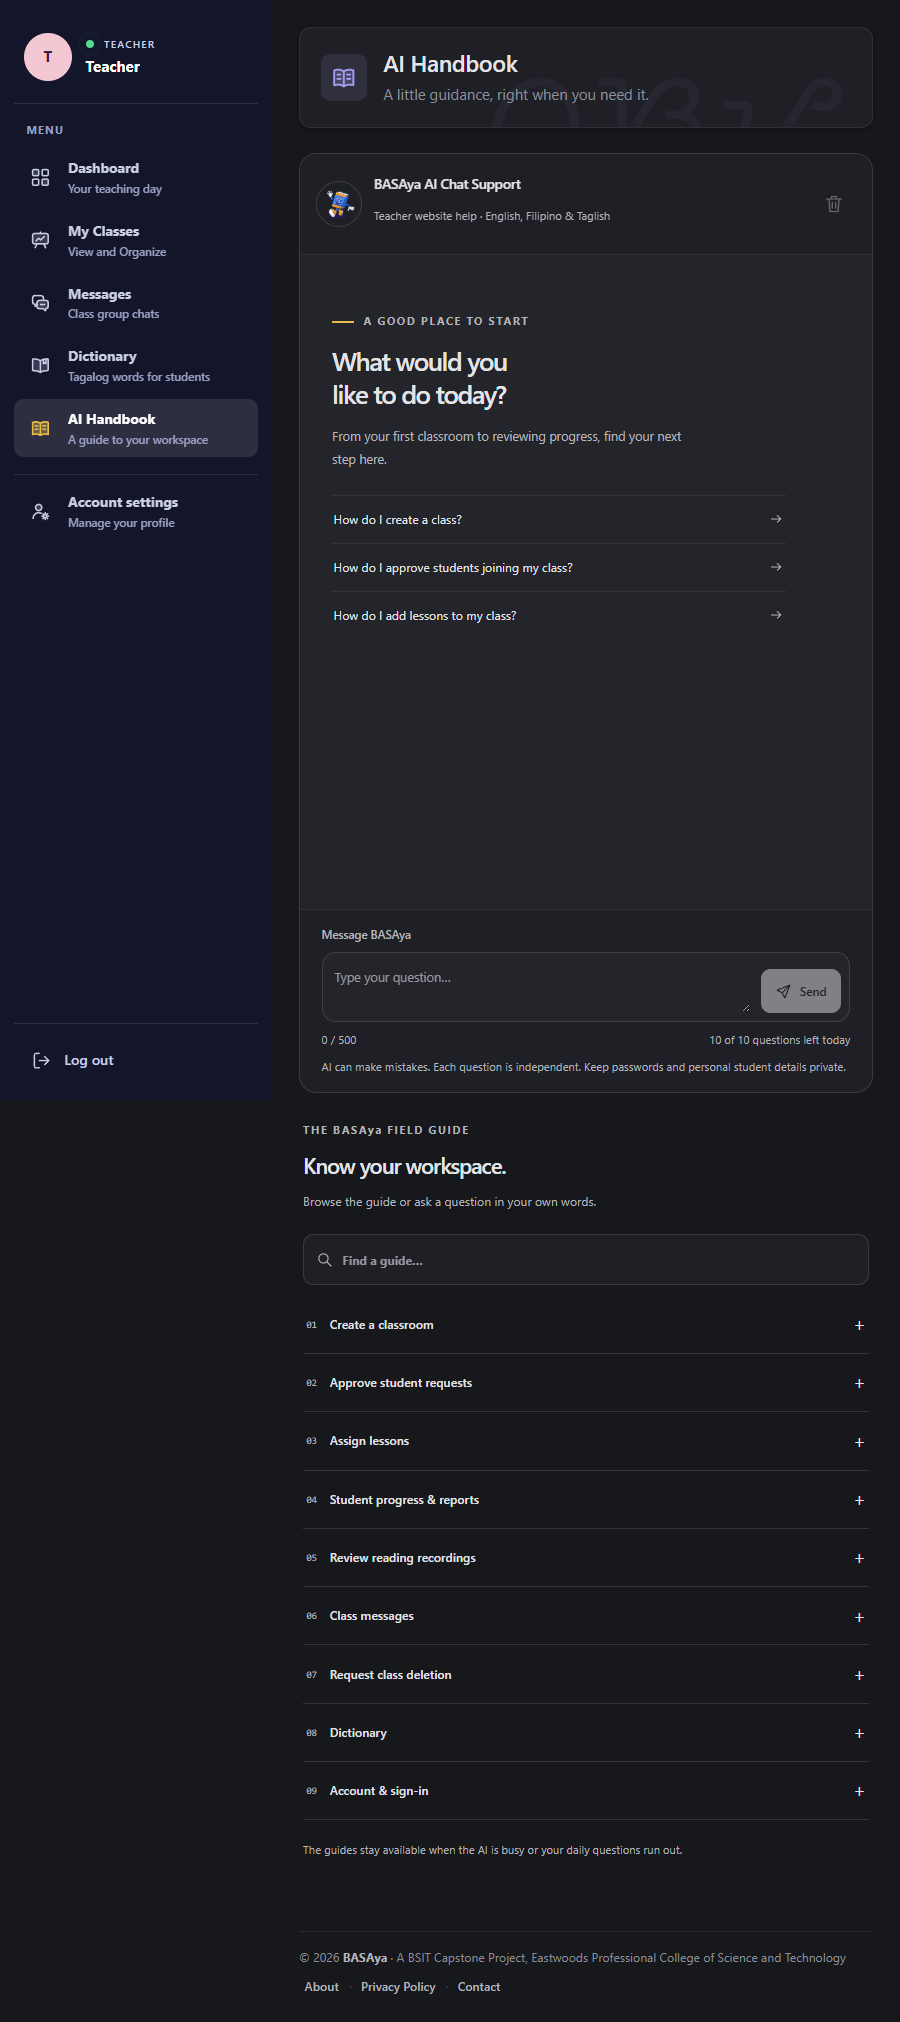 T
TEACHER
Teacher
MENU
Dashboard
Your teaching day
My Classes
View and Organize
Messages
Class group chats
Dictionary
Tagalog words for students
AI Handbook
A guide to your workspace
Account settings
Manage your profile
Log out
AI Handbook
A little guidance, right when you need it.
BASAya AI Chat Support
Teacher website help · English, Filipino & Taglish
A GOOD PLACE TO START
What would you
like to do today?
From your first classroom to reviewing progress, find your next
step here.
How do I create a class?
How do I approve students joining my class?
How do I add lessons to my class?
Message BASAya
Type your question...
Send
0 / 500
10 of 10 questions left today
AI can make mistakes. Each question is independent. Keep passwords and personal student details private.
THE BASAya FIELD GUIDE
Know your workspace.
Browse the guide or ask a question in your own words.
Find a guide...
01 Create a classroom +
02 Approve student requests +
03 Assign lessons +
04 Student progress & reports +
05 Review reading recordings +
06 Class messages +
07 Request class deletion +
08 Dictionary +
09 Account & sign-in +
The guides stay available when the AI is busy or your daily questions run out.
© 2026 BASAya · A BSIT Capstone Project, Eastwoods Professional College of Science and Technology
About · Privacy Policy · Contact